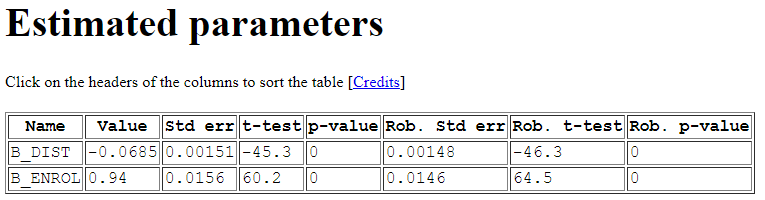 Estimated parameters
Click on the headers of the columns to sort the table [Credits]
Name Value Std err t-test p-value Rob. Std err Rob. t-test Rob. p-value
B_DIST -0.0685 0.00151 -45.3 0 0.00148 -46.3 0
B_ENROL 0.94 0.0156 60.2 0 0.0146 64.5 0